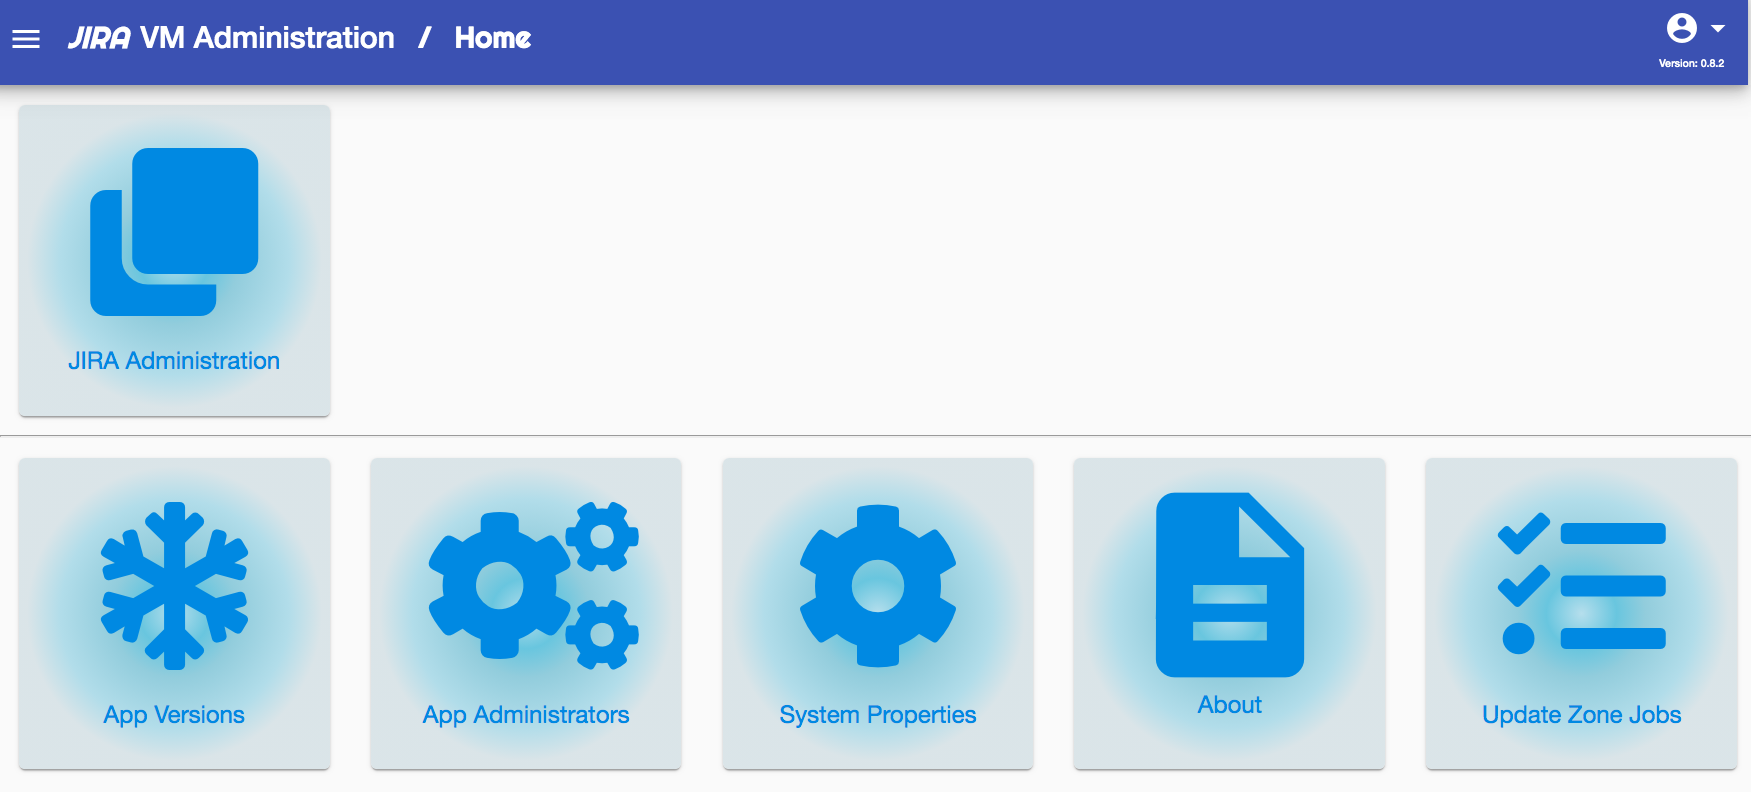 JIRA VM Administration / Home
Version: 0.8.2
JIRA Administration
App Versions
App Administrators
System Properties
About
Update Zone Jobs